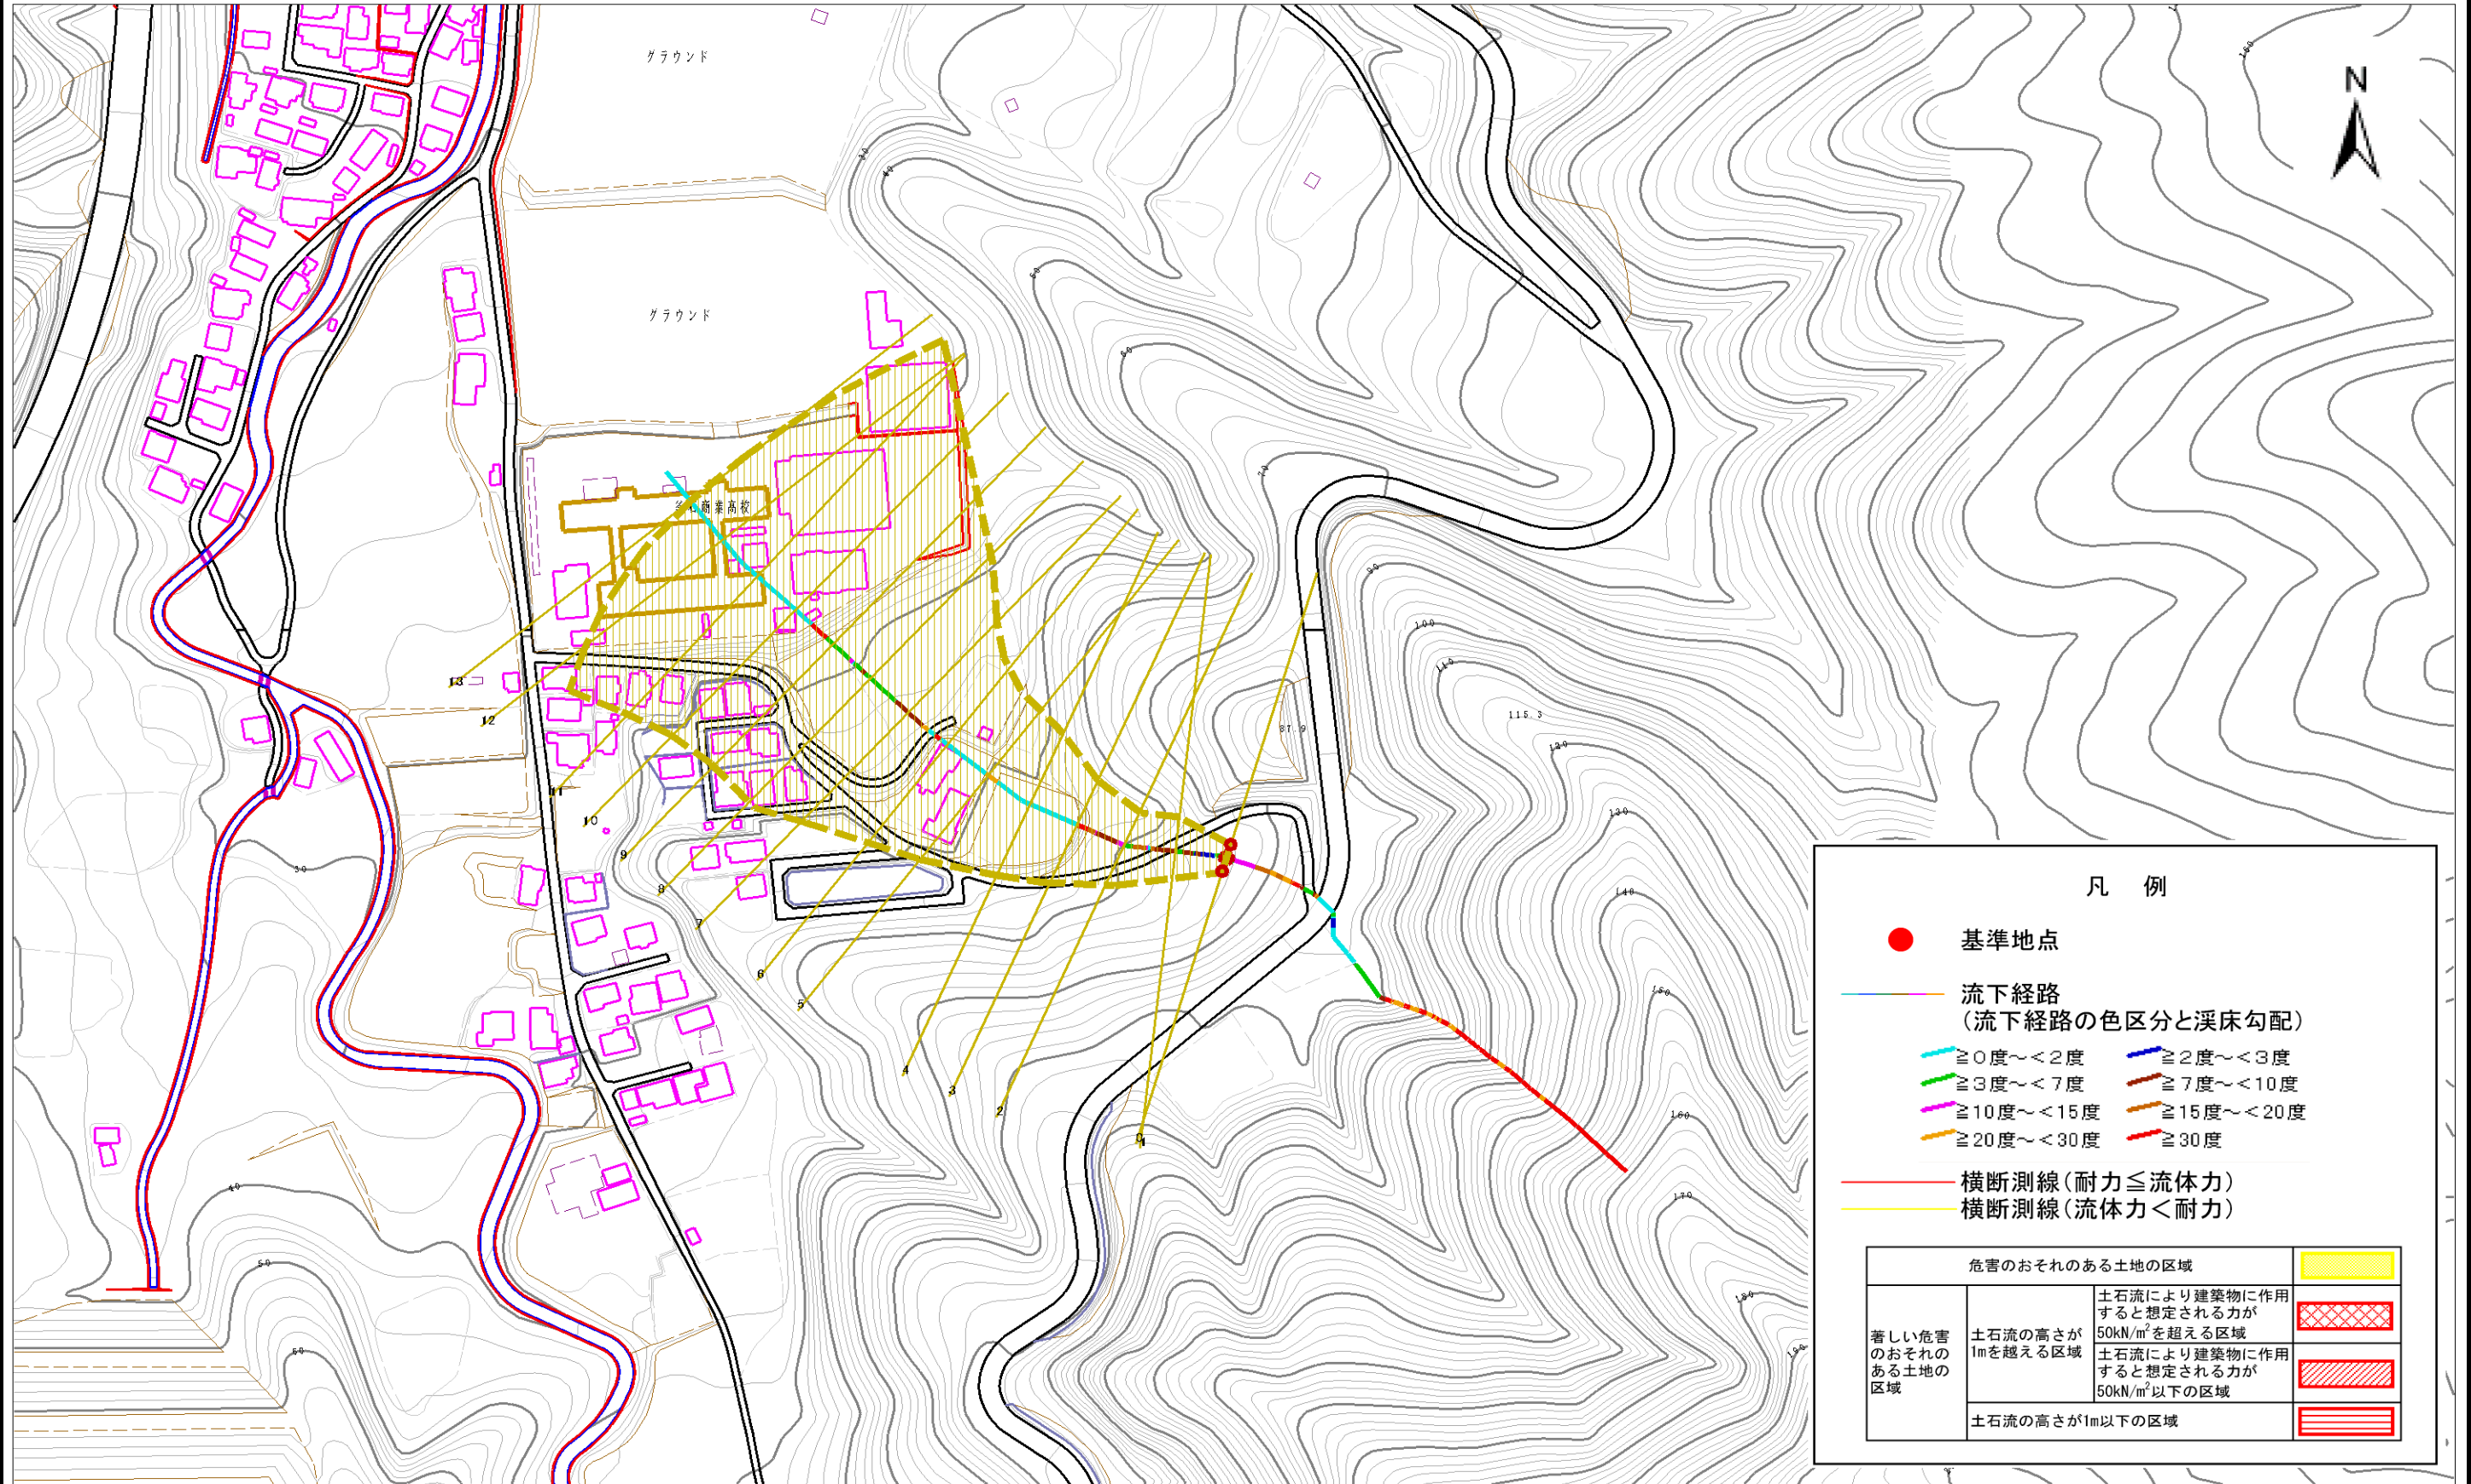 グラウンド
N
160
グラウンド
30
40
50
60
70
商業高校
90
100
110
115.3
120
87.9
13
12
11
10
9
8
7
6
5
4
3
2
0
1
30
40
50
60
130
140
150
160
170
180
190
凡 例
基準地点
流下経路
(流下経路の色区分と渓床勾配)
≧0度~<2度 ≧2度~<3度
≧3度~<7度 ≧7度~<10度
≧10度~<15度 ≧15度~<20度
≧20度~<30度 ≧30度
横断測線(耐力≦流体力)
横断測線(流体力<耐力)
危害のおそれのある土地の区域
著しい危害
のおそれの
ある土地の
区域
土石流の高さが
1mを越える区域
土石流により建築物に作用
すると想定される力が
50kN/m²を超える区域
土石流により建築物に作用
すると想定される力が
50kN/m²以下の区域
土石流の高さが1m以下の区域